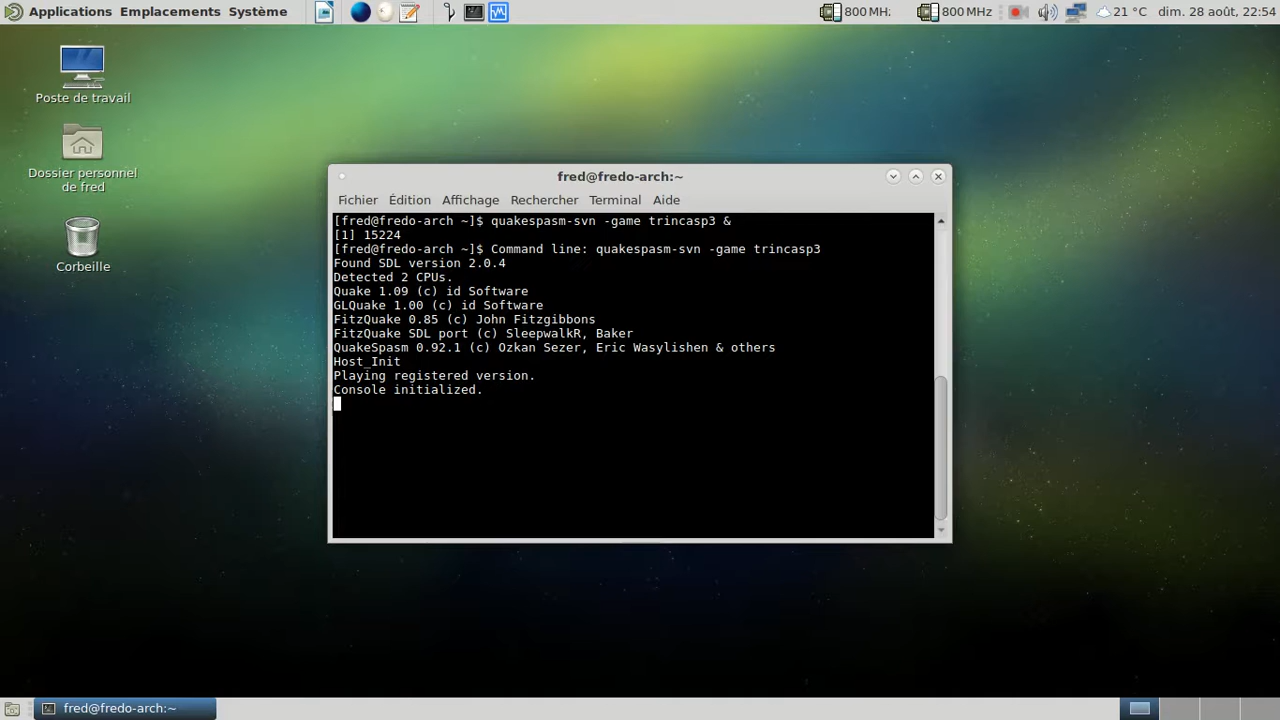 Applications Emplacements Système
800 MHz
800 MHz
21 °C
dim. 28 août, 22:54
Poste de travail
Dossier personnel
de fred
Corbeille
fred@fredo-arch:~
Fichier Édition Affichage Rechercher Terminal Aide
[fred@fredo-arch ~]$ quakespasm-svn -game trincasp3 &
[1] 15224
[fred@fredo-arch ~]$ Command line: quakespasm-svn -game trincasp3
Found SDL version 2.0.4
Detected 2 CPUs.
Quake 1.09 (c) id Software
GLQuake 1.00 (c) id Software
FitzQuake 0.85 (c) John Fitzgibbons
FitzQuake SDL port (c) SleepwalkR, Baker
QuakeSpasm 0.92.1 (c) Ozkan Sezer, Eric Wasylishen & others
Host_Init
Playing registered version.
Console initialized.
fred@fredo-arch:~